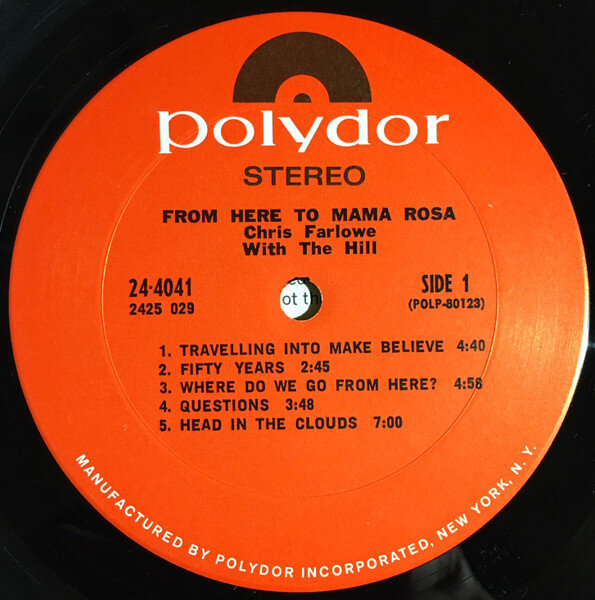 polydor
STEREO
FROM HERE TO MAMA ROSA
Chris Farlowe
With The Hill
24-4041
2425 029
SIDE 1
(POLP-80123)
ot th
1. TRAVELLING INTO MAKE BELIEVE 4:40
2. FIFTY YEARS 2:45
3. WHERE DO WE GO FROM HERE? 4:58
4. QUESTIONS 3:48
5. HEAD IN THE CLOUDS 7:00
MANUFACTURED BY POLYDOR INCORPORATED, NEW YORK, N. Y.